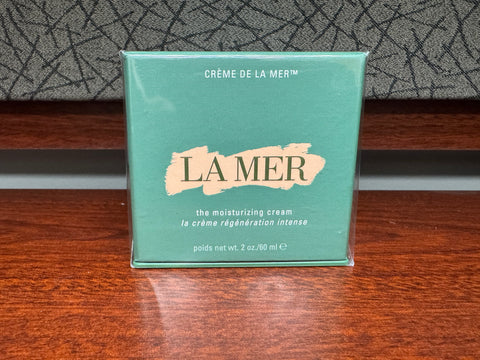 CRÈME DE LA MER™
LA MER
the moisturizing cream
la crème régénération intense
poids net wt. 2 oz./60 ml ℮